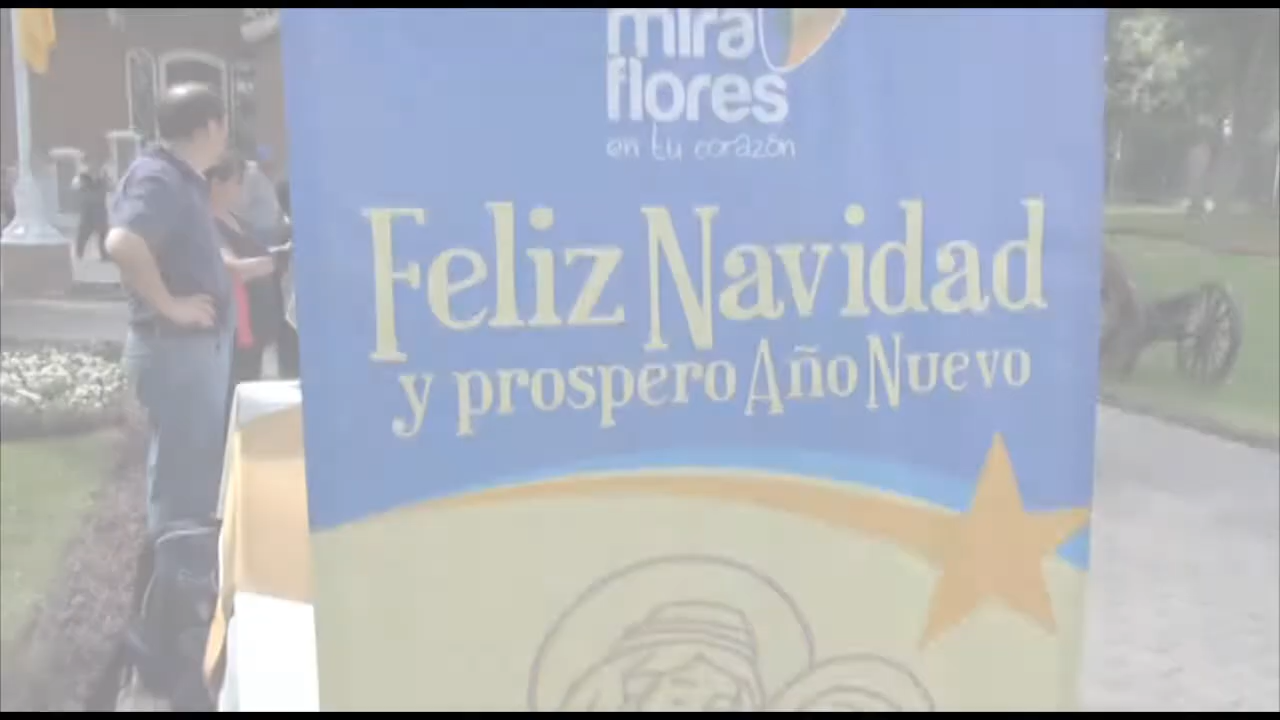 mira
flores
en tu corazón
Feliz Navidad
y prospero Año Nuevo